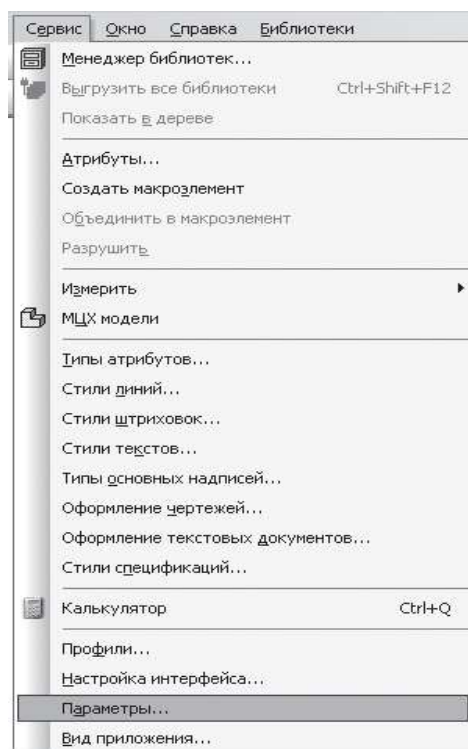 Сервис Окно Справка Библиотеки
Менеджер библиотек...
Выгрузить все библиотеки Ctrl+Shift+F12
Показать в дереве
Атрибуты...
Создать макроэлемент
Объединить в макроэлемент
Разрушить
Измерить
МЦХ модели
Типы атрибутов...
Стили линий...
Стили штриховок...
Стили текстов...
Типы основных надписей...
Оформление чертежей...
Оформление текстовых документов...
Стили спецификаций...
Калькулятор Ctrl+Q
Профили...
Настройка интерфейса...
Параметры...
Вид приложения...